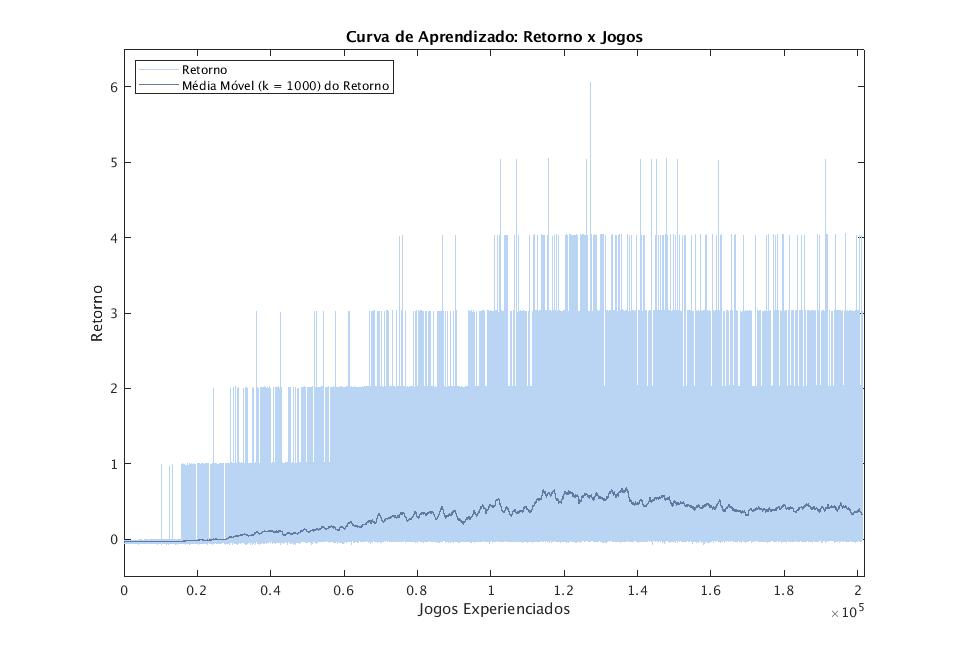 Curva de Aprendizado: Retorno x Jogos
Retorno
Média Móvel (k = 1000) do Retorno
6
5
4
3
2
1
0
Retorno
0 0.2 0.4 0.6 0.8 1 1.2 1.4 1.6 1.8 2
Jogos Experienciados
×10^5